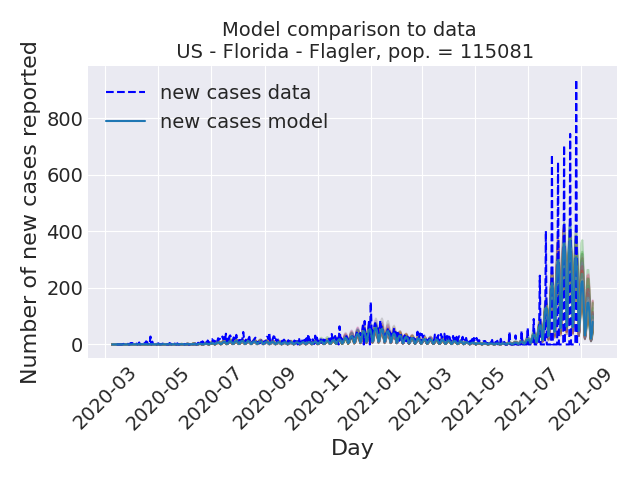 Model comparison to data
US - Florida - Flagler, pop. = 115081
Number of new cases reported
new cases data
new cases model
800
600
400
200
0
2020-03
2020-05
2020-07
2020-09
2020-11
2021-01
2021-03
2021-05
2021-07
2021-09
Day